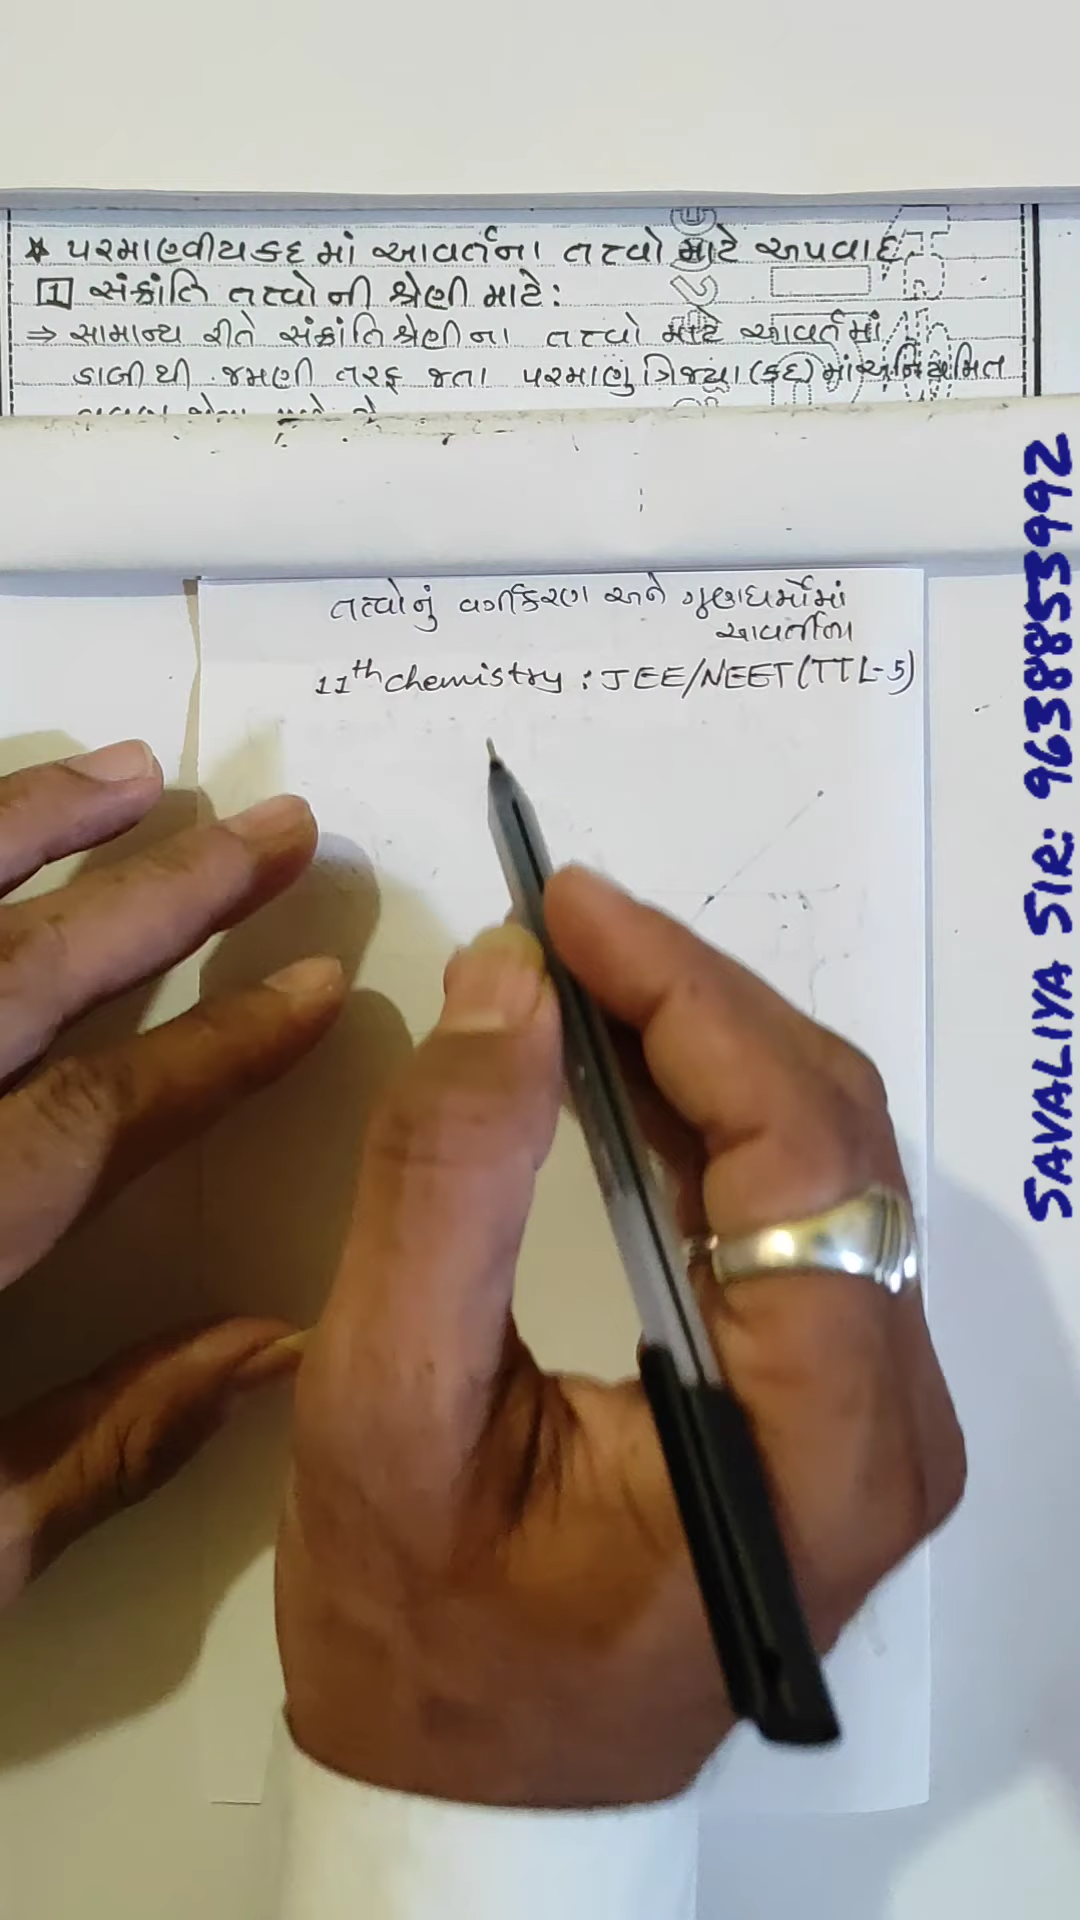 * પરમાણ્વીયકદ માં આવર્તના તત્વો માટે અપવાદ
1 સંક્રાંતિ તત્વોની શ્રેણી માટે:
⇒ સામાન્ય રીતે સંક્રાંતિશ્રેણીના તત્વો માટે આવર્તમાં
ડાબીથી જમણી તરફ જતા પરમાણુ ત્રિજ્યા(કદ)માં અનિયમિત
તત્વોનું વર્ગીકરણ અને ગુણધર્મોમાં
આવર્તીતા
11th chemistry : JEE/NEET(TTL-5)
SAVALIYA SIR: 9638853992